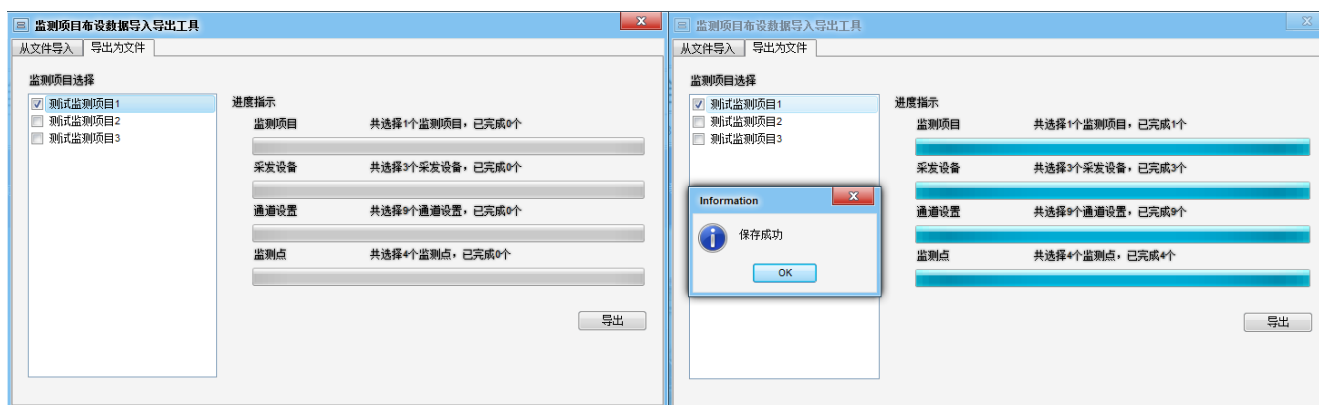 监测项目布设数据导入导出工具
从文件导入 导出为文件
监测项目选择
测试监测项目1
测试监测项目2
测试监测项目3
进度指示
监测项目 共选择1个监测项目，已完成0个
采发设备 共选择3个采发设备，已完成0个
通道设置 共选择9个通道设置，已完成0个
监测点 共选择4个监测点，已完成0个
导出
监测项目布设数据导入导出工具
从文件导入 导出为文件
监测项目选择
测试监测项目1
测试监测项目2
测试监测项目3
进度指示
监测项目 共选择1个监测项目，已完成1个
采发设备 共选择3个采发设备，已完成3个
通道设置 共选择9个通道设置，已完成9个
监测点 共选择4个监测点，已完成4个
Information
保存成功
OK
导出